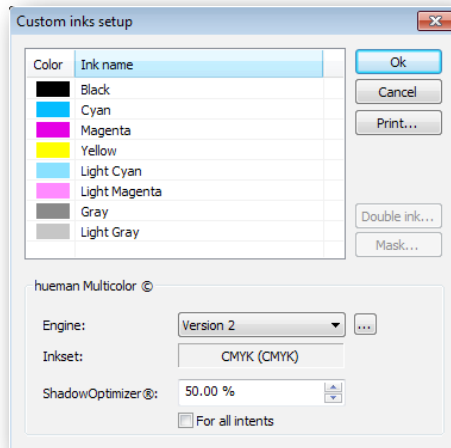 Custom inks setup
Color Ink name
Black
Cyan
Magenta
Yellow
Light Cyan
Light Magenta
Gray
Light Gray
Ok
Cancel
Print...
Double ink...
Mask...
hueman Multicolor ©
Engine: Version 2 ...
Inkset: CMYK (CMYK)
ShadowOptimizer®: 50.00 %
For all intents